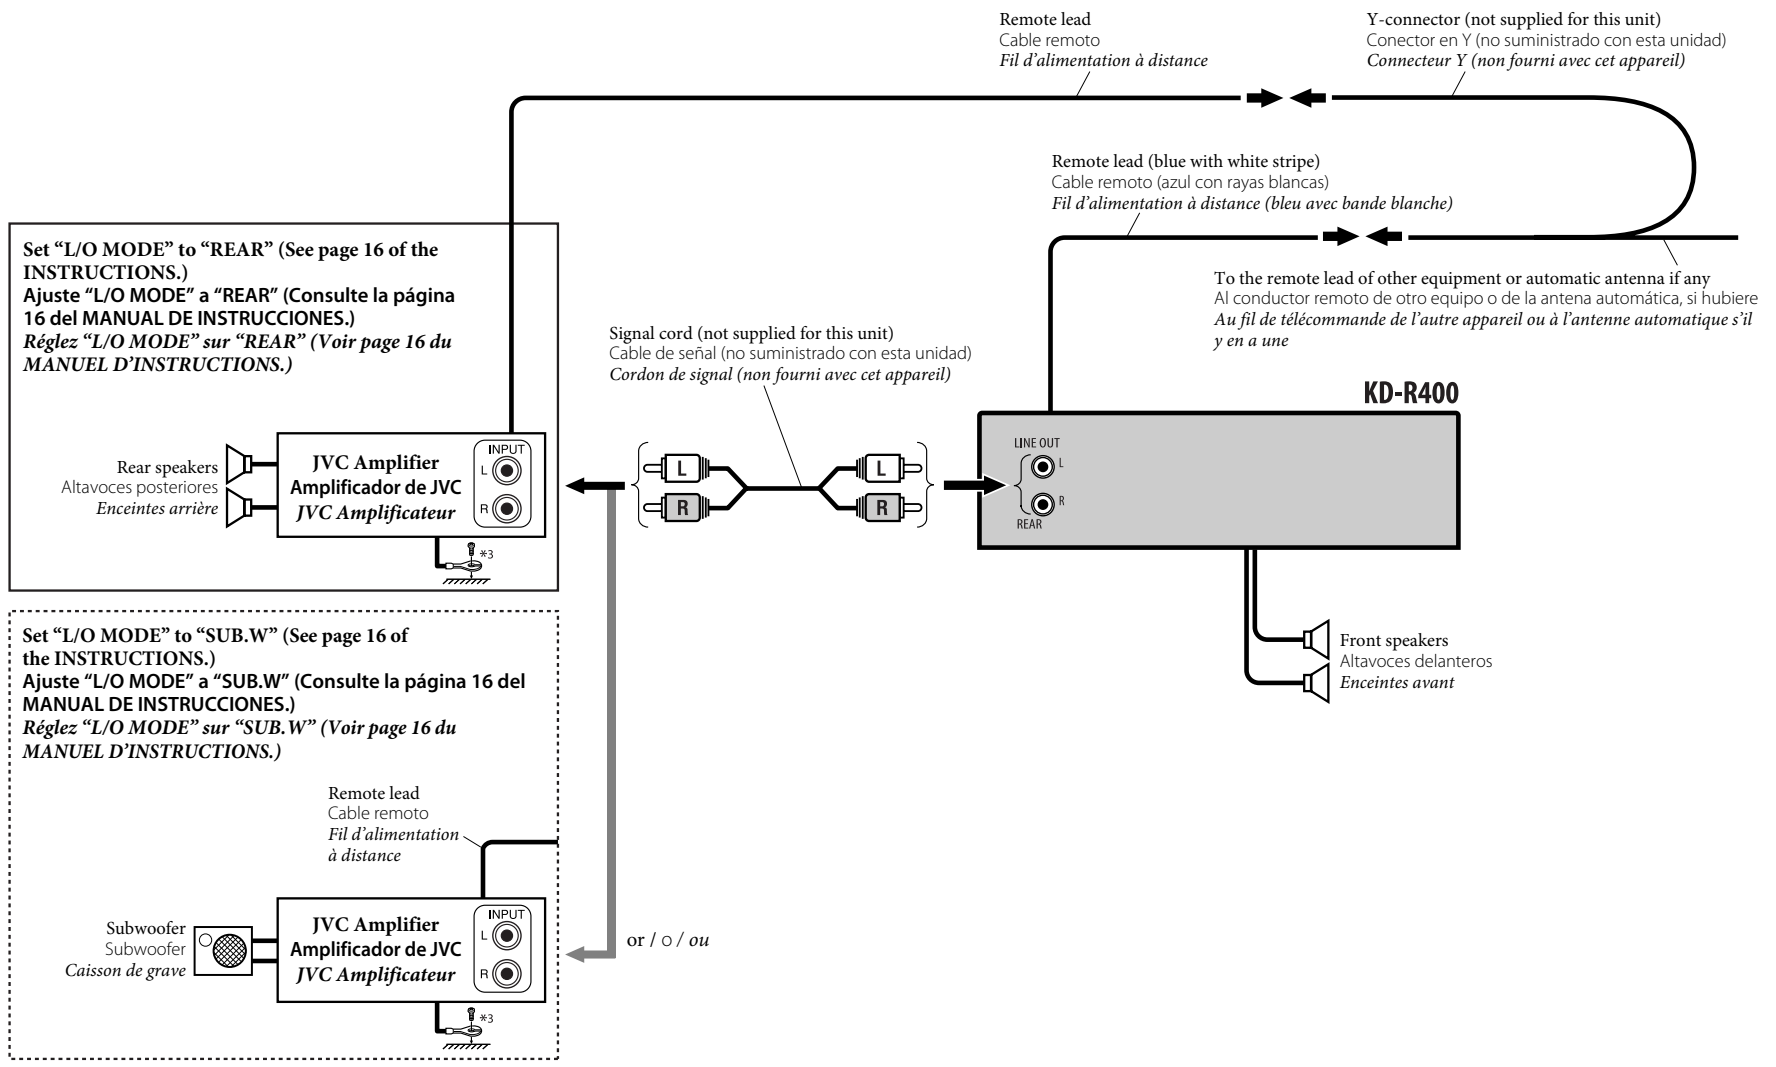 Remote lead
Cable remoto
Fil d'alimentation à distance
Y-connector (not supplied for this unit)
Conector en Y (no suministrado con esta unidad)
Connecteur Y (non fourni avec cet appareil)
Remote lead (blue with white stripe)
Cable remoto (azul con rayas blancas)
Fil d'alimentation à distance (bleu avec bande blanche)
To the remote lead of other equipment or automatic antenna if any
Al conductor remoto de otro equipo o de la antena automática, si hubiere
Au fil de télécommande de l'autre appareil ou à l'antenne automatique s'il
y en a une
Set “L/O MODE” to “REAR” (See page 16 of the
INSTRUCTIONS.)
Ajuste “L/O MODE” a “REAR” (Consulte la página
16 del MANUAL DE INSTRUCCIONES.)
Réglez “L/O MODE” sur “REAR” (Voir page 16 du
MANUEL D'INSTRUCTIONS.)
Signal cord (not supplied for this unit)
Cable de señal (no suministrado con esta unidad)
Cordon de signal (non fourni avec cet appareil)
KD-R400
Rear speakers
Altavoces posteriores
Enceintes arrière
JVC Amplifier
Amplificador de JVC
JVC Amplificateur
INPUT
L
R
*3
L
R
L
R
LINE OUT
L
R
REAR
Front speakers
Altavoces delanteros
Enceintes avant
Set “L/O MODE” to “SUB.W” (See page 16 of
the INSTRUCTIONS.)
Ajuste “L/O MODE” a “SUB.W” (Consulte la página 16 del
MANUAL DE INSTRUCCIONES.)
Réglez “L/O MODE” sur “SUB.W” (Voir page 16 du
MANUEL D'INSTRUCTIONS.)
Remote lead
Cable remoto
Fil d'alimentation
à distance
Subwoofer
Subwoofer
Caisson de grave
JVC Amplifier
Amplificador de JVC
JVC Amplificateur
INPUT
L
R
*3
or / o / ou